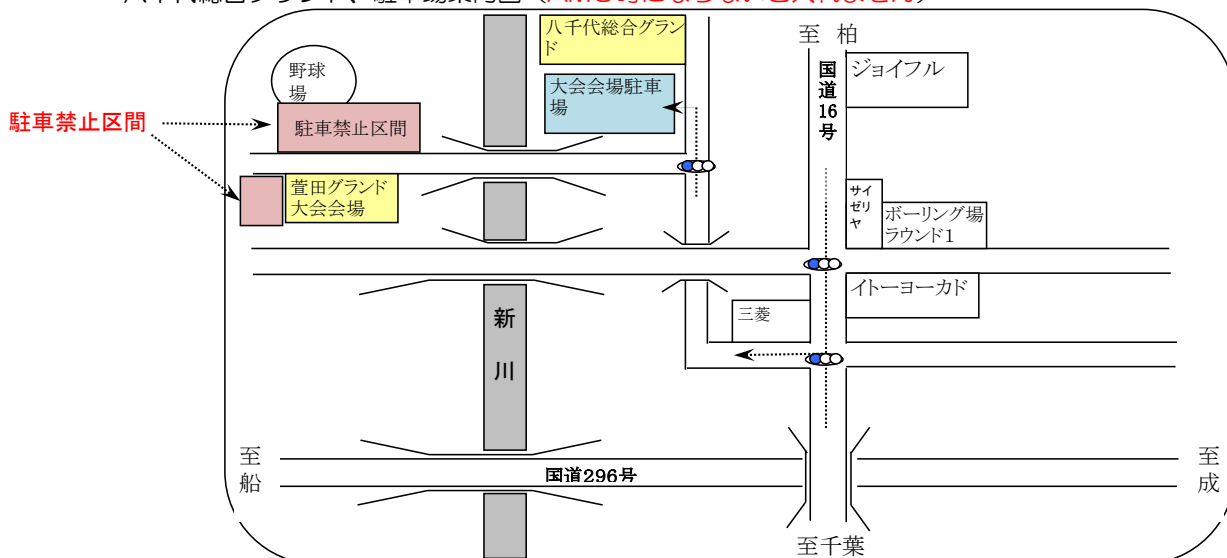 至 柏
八千代総合グラン
ド
国
道
16
号
ジョイフル
野球
場
大会会場駐車
場
駐車禁止区間
駐車禁止区間
萱田グランド
大会会場
サイ
ゼリ
ヤ
ボーリング場
ラウンド1
イトーヨーカド
三菱
新
川
至
船
国道296号
至
成
至千葉